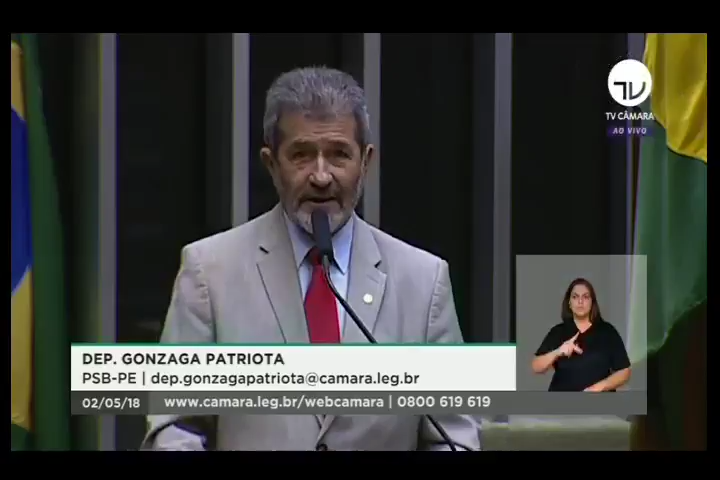 TV CÂMARA
AO VIVO
DEP. GONZAGA PATRIOTA
PSB-PE | dep.gonzagapatriota@camara.leg.br
02/05/18 www.camara.leg.br/webcamara | 0800 619 619